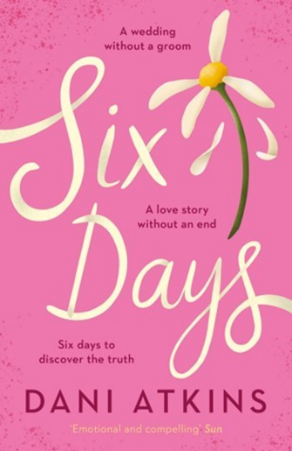 A wedding
without a groom
Six
A love story
without an end
Days
Six days to
discover the truth
DANI ATKINS
'Emotional and compelling' Sun